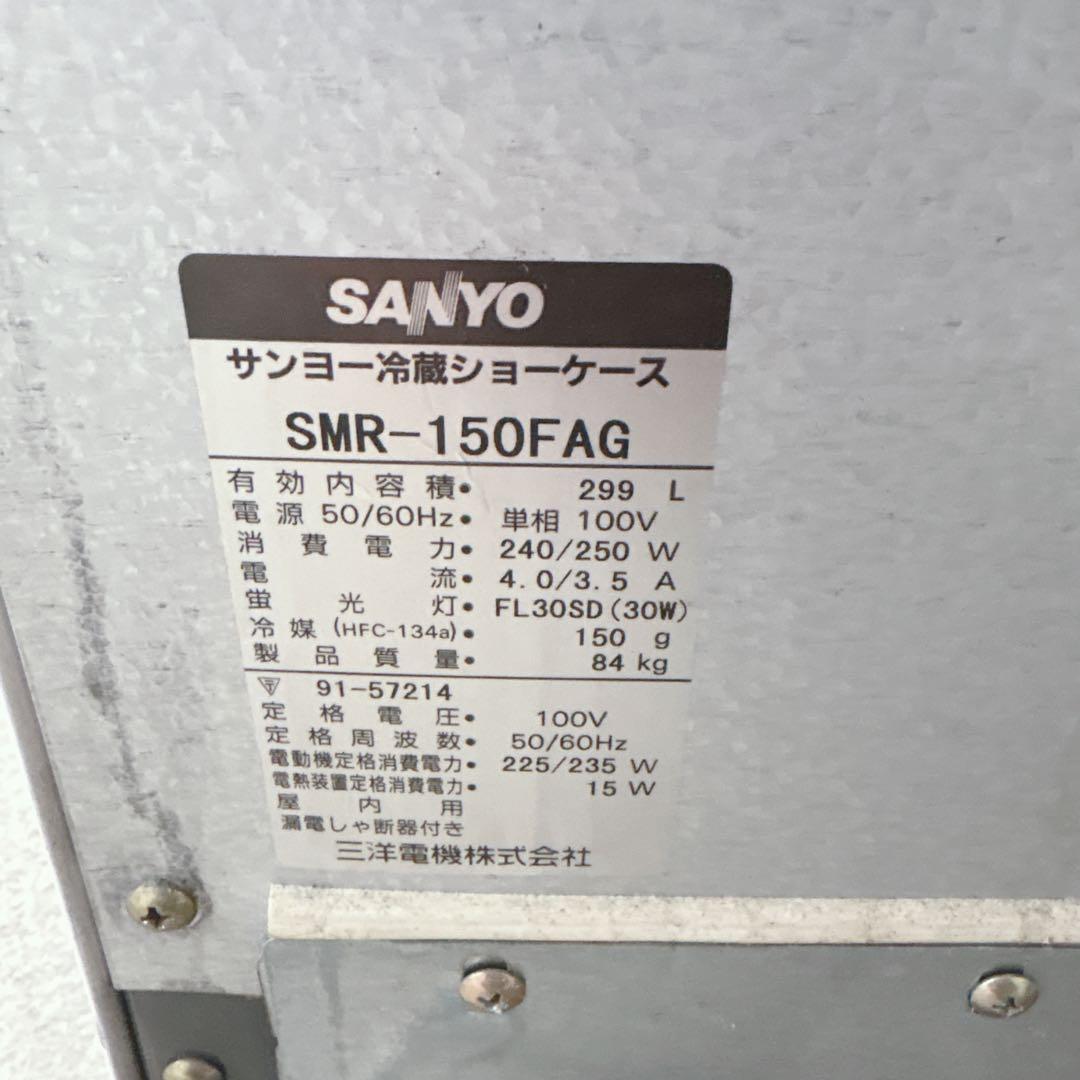 SANYO
サンヨー冷蔵ショーケース
SMR-150FAG
有効内容積• 299 L
電源 50/60Hz• 単相 100V
消費電力• 240/250 W
電流• 4.0/3.5 A
蛍光灯• FL30SD(30W)
冷媒(HFC-134a)• 150 g
製品質量• 84 kg
〒 91-57214
定格電圧• 100V
定格周波数• 50/60Hz
電動機定格消費電力• 225/235 W
電熱装置定格消費電力• 15 W
屋内用
漏電しゃ断器付き
三洋電機株式会社